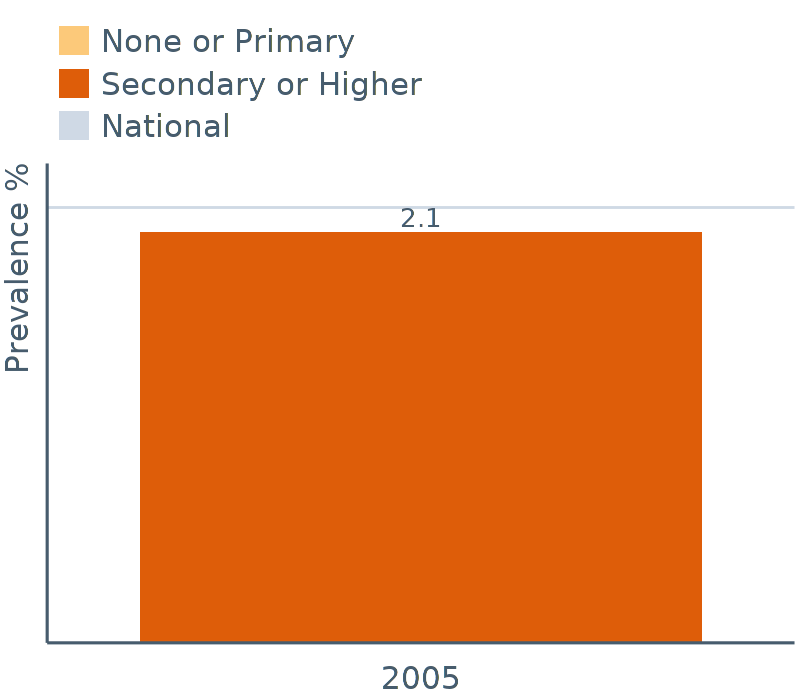 None or Primary
Secondary or Higher
National
Prevalence %
2.1
2005